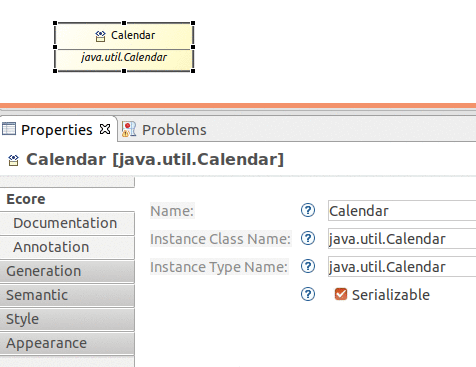 Calendar
java.util.Calendar
Properties Problems
Calendar [java.util.Calendar]
Ecore
Documentation
Annotation
Generation
Semantic
Style
Appearance
Name: ? Calendar
Instance Class Name: ? java.util.Calendar
Instance Type Name: ? java.util.Calendar
? Serializable